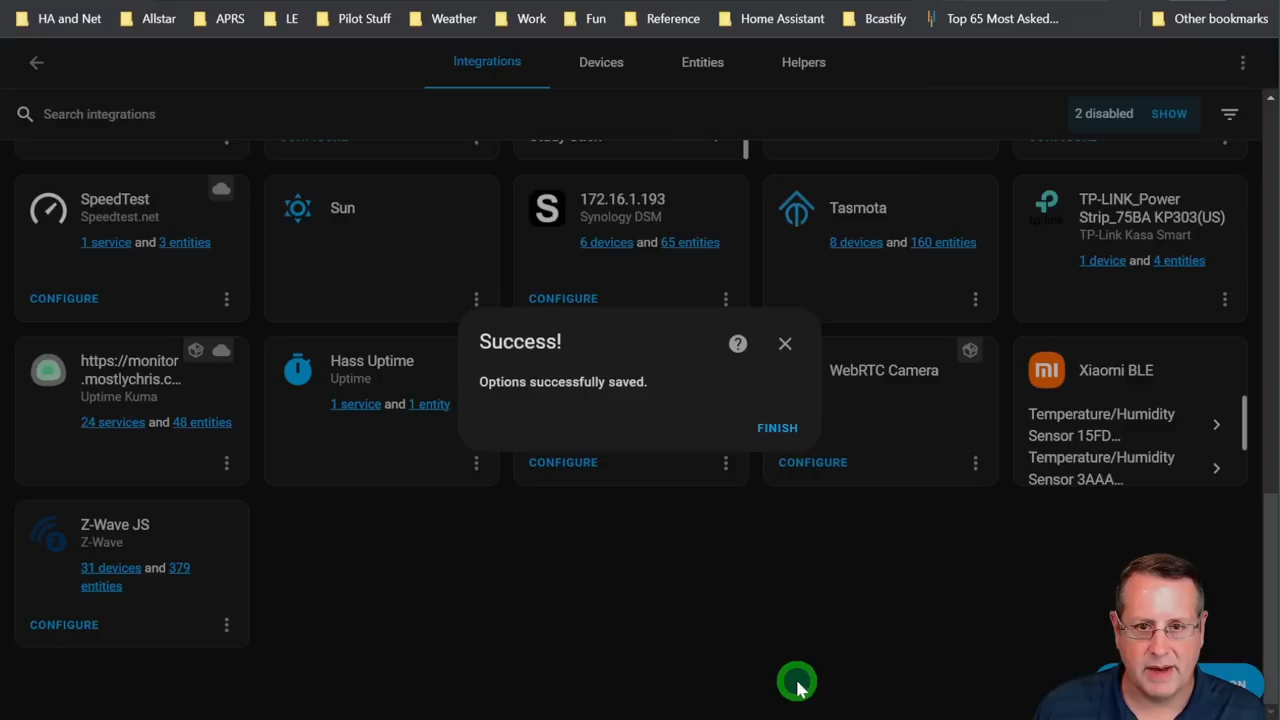 HA and Net
Allstar
APRS
LE
Pilot Stuff
Weather
Work
Fun
Reference
Home Assistant
Bcastify
Top 65 Most Asked...
Other bookmarks
Integrations
Devices
Entities
Helpers
Search integrations
2 disabled
SHOW
SpeedTest
Speedtest.net
1 service and 3 entities
CONFIGURE
Sun
S
172.16.1.193
Synology DSM
6 devices and 65 entities
CONFIGURE
Tasmota
8 devices and 160 entities
tp-link
TP-LINK_Power
Strip_75BA KP303(US)
TP-Link Kasa Smart
1 device and 4 entities
https://monitor
.mostlychris.c...
Uptime Kuma
24 services and 48 entities
Hass Uptime
Uptime
1 service and 1 entity
Success!
?
Options successfully saved.
FINISH
CONFIGURE
WebRTC Camera
CONFIGURE
mi
Xiaomi BLE
Temperature/Humidity
Sensor 15FD...
Temperature/Humidity
Sensor 3AAA...
Z-Wave JS
Z-Wave
31 devices and 379
entities
CONFIGURE